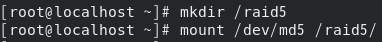 [root@localhost ~]# mkdir /raid5
[root@localhost ~]# mount /dev/md5 /raid5/